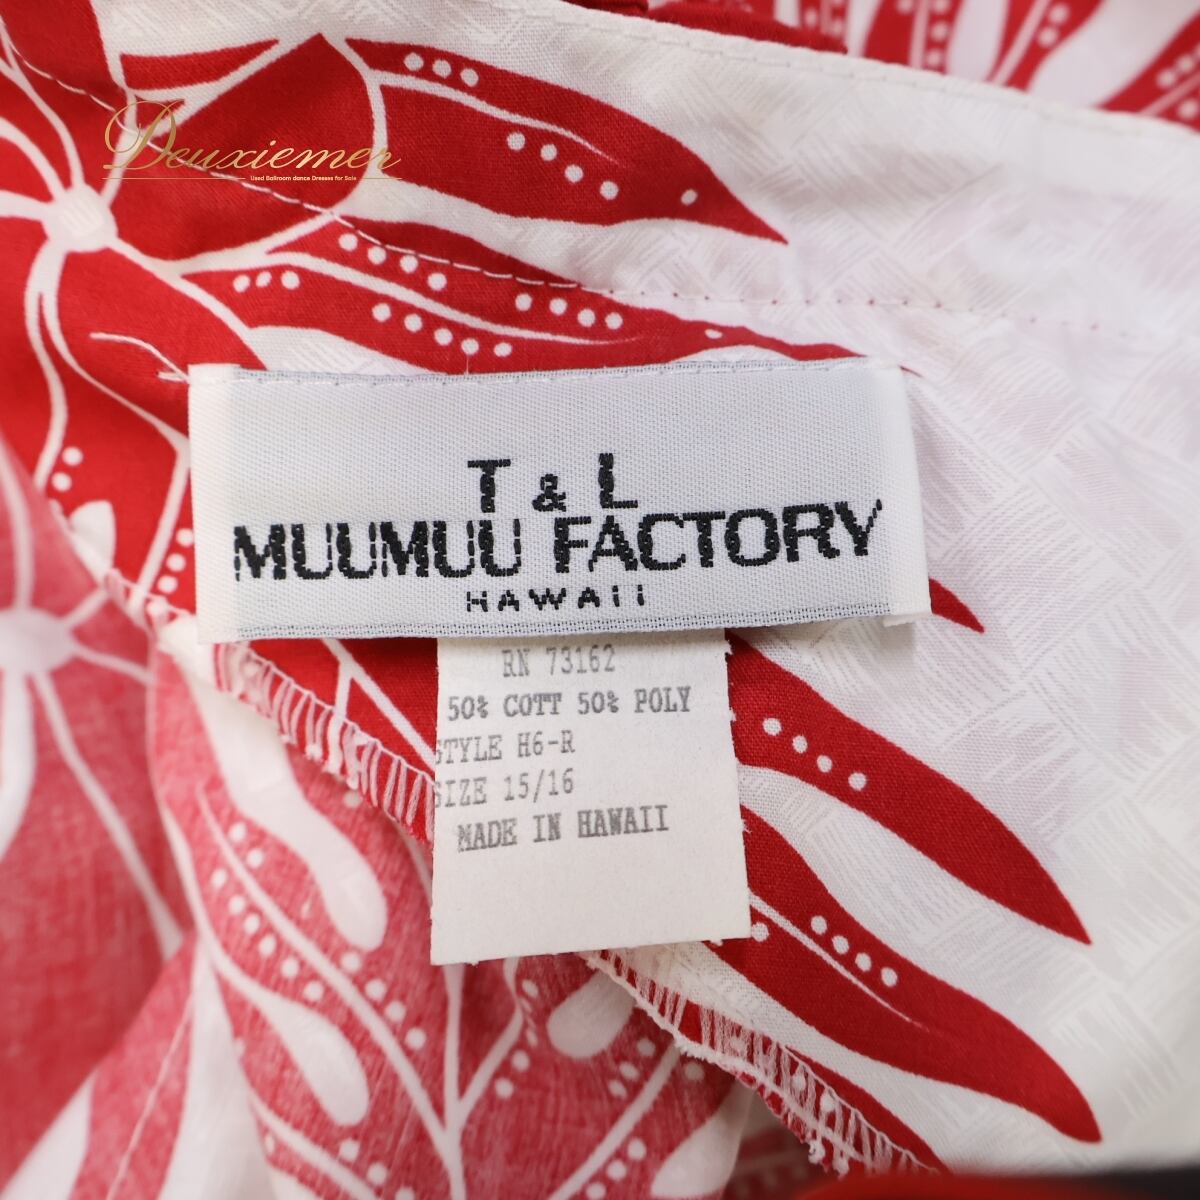 Deuxiemer
Used Ballroom dance Dresses for Sale
T & L
MUUMUU FACTORY
HAWAII
RN 73162
50% COTT 50% POLY
STYLE H6-R
SIZE 15/16
MADE IN HAWAII